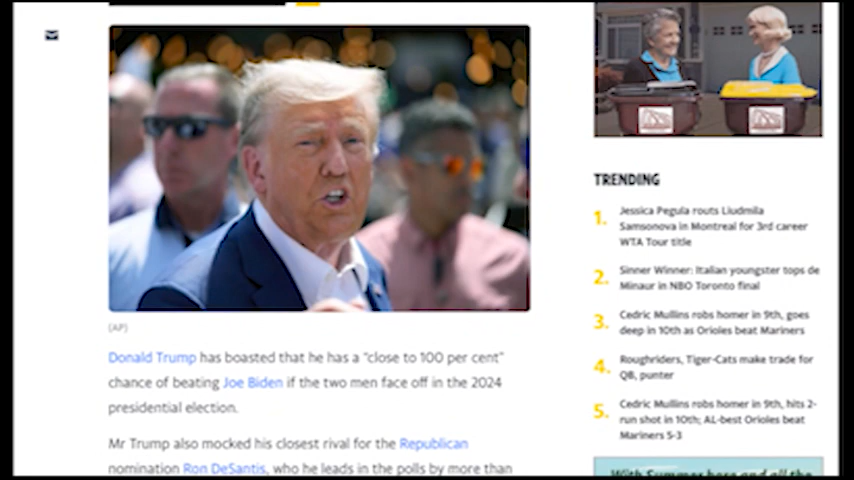 (AP)
Donald Trump has boasted that he has a "close to 100 per cent"
chance of beating Joe Biden if the two men face off in the 2024
presidential election.
Mr Trump also mocked his closest rival for the Republican
nomination Ron DeSantis, who he leads in the polls by more than
TRENDING
1. Jessica Pegula routs Liudmila
Samsonova in Montreal for 3rd career
WTA Tour title
2. Sinner Winner: Italian youngster tops de
Minaur in NBO Toronto final
3. Cedric Mullins robs homer in 9th, goes
deep in 10th as Orioles beat Mariners
4. Roughriders, Tiger-Cats make trade for
QB, punter
5. Cedric Mullins robs homer in 9th, hits 2-
run shot in 10th; AL-best Orioles beat
Mariners 5-3
With Summer here and all the